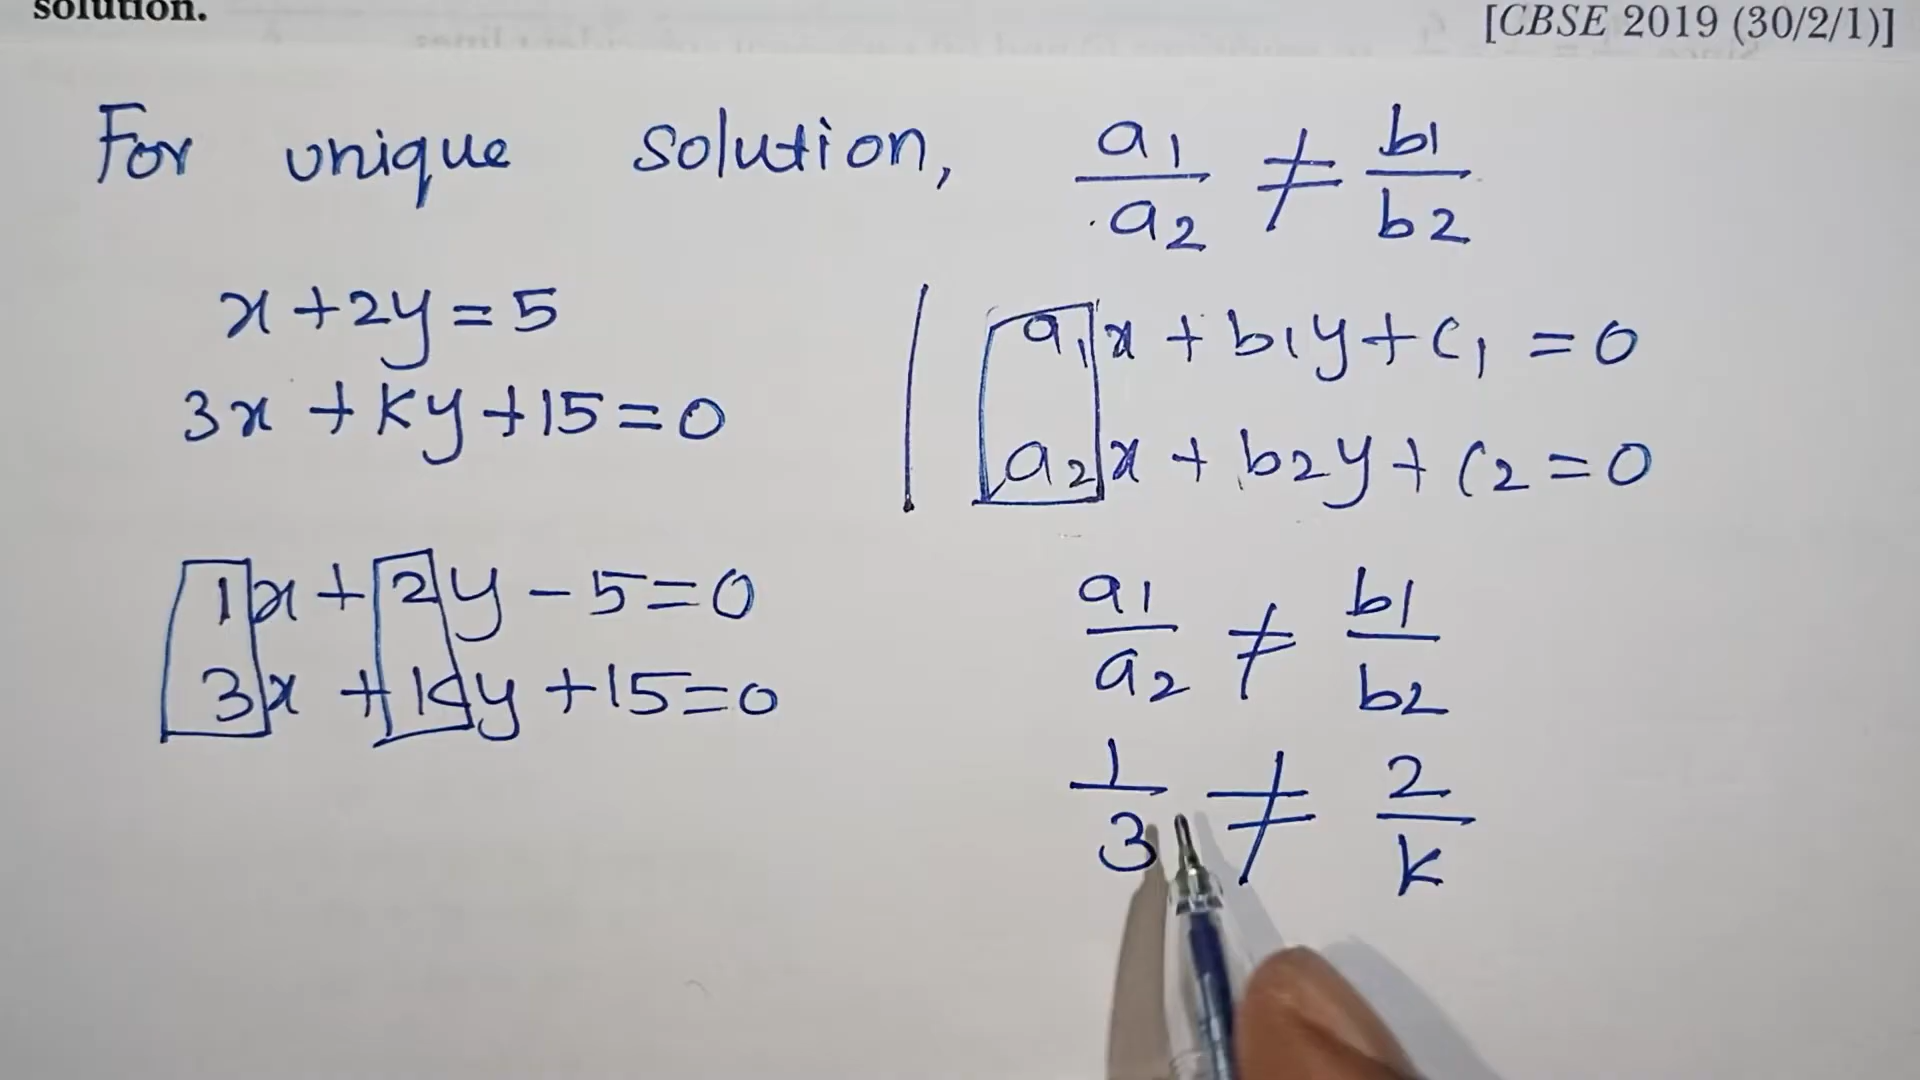 solution.
[CBSE 2019 (30/2/1)]
For unique solution, a1/a2 ≠ b1/b2
x + 2y = 5
3x + ky + 15 = 0
a1x + b1y + c1 = 0
a2x + b2y + c2 = 0
1x + 2y - 5 = 0
3x + ky + 15 = 0
a1/a2 ≠ b1/b2
1/3 ≠ 2/k